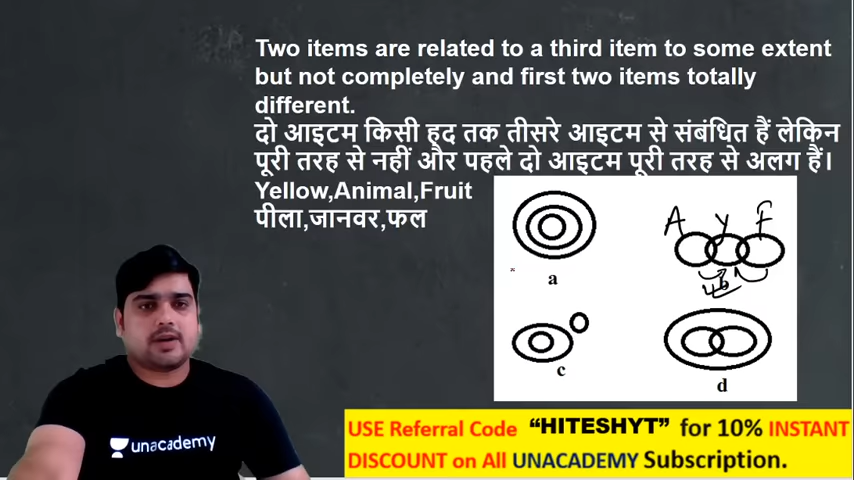 Two items are related to a third item to some extent
but not completely and first two items totally
different.
दो आइटम किसी हद तक तीसरे आइटम से संबंधित हैं लेकिन
पूरी तरह से नहीं और पहले दो आइटम पूरी तरह से अलग हैं।
Yellow,Animal,Fruit
पीला,जानवर,फल
A y F
a
b
c
d
unacademy
USE Referral Code "HITESHYT" for 10% INSTANT
DISCOUNT on All UNACADEMY Subscription.